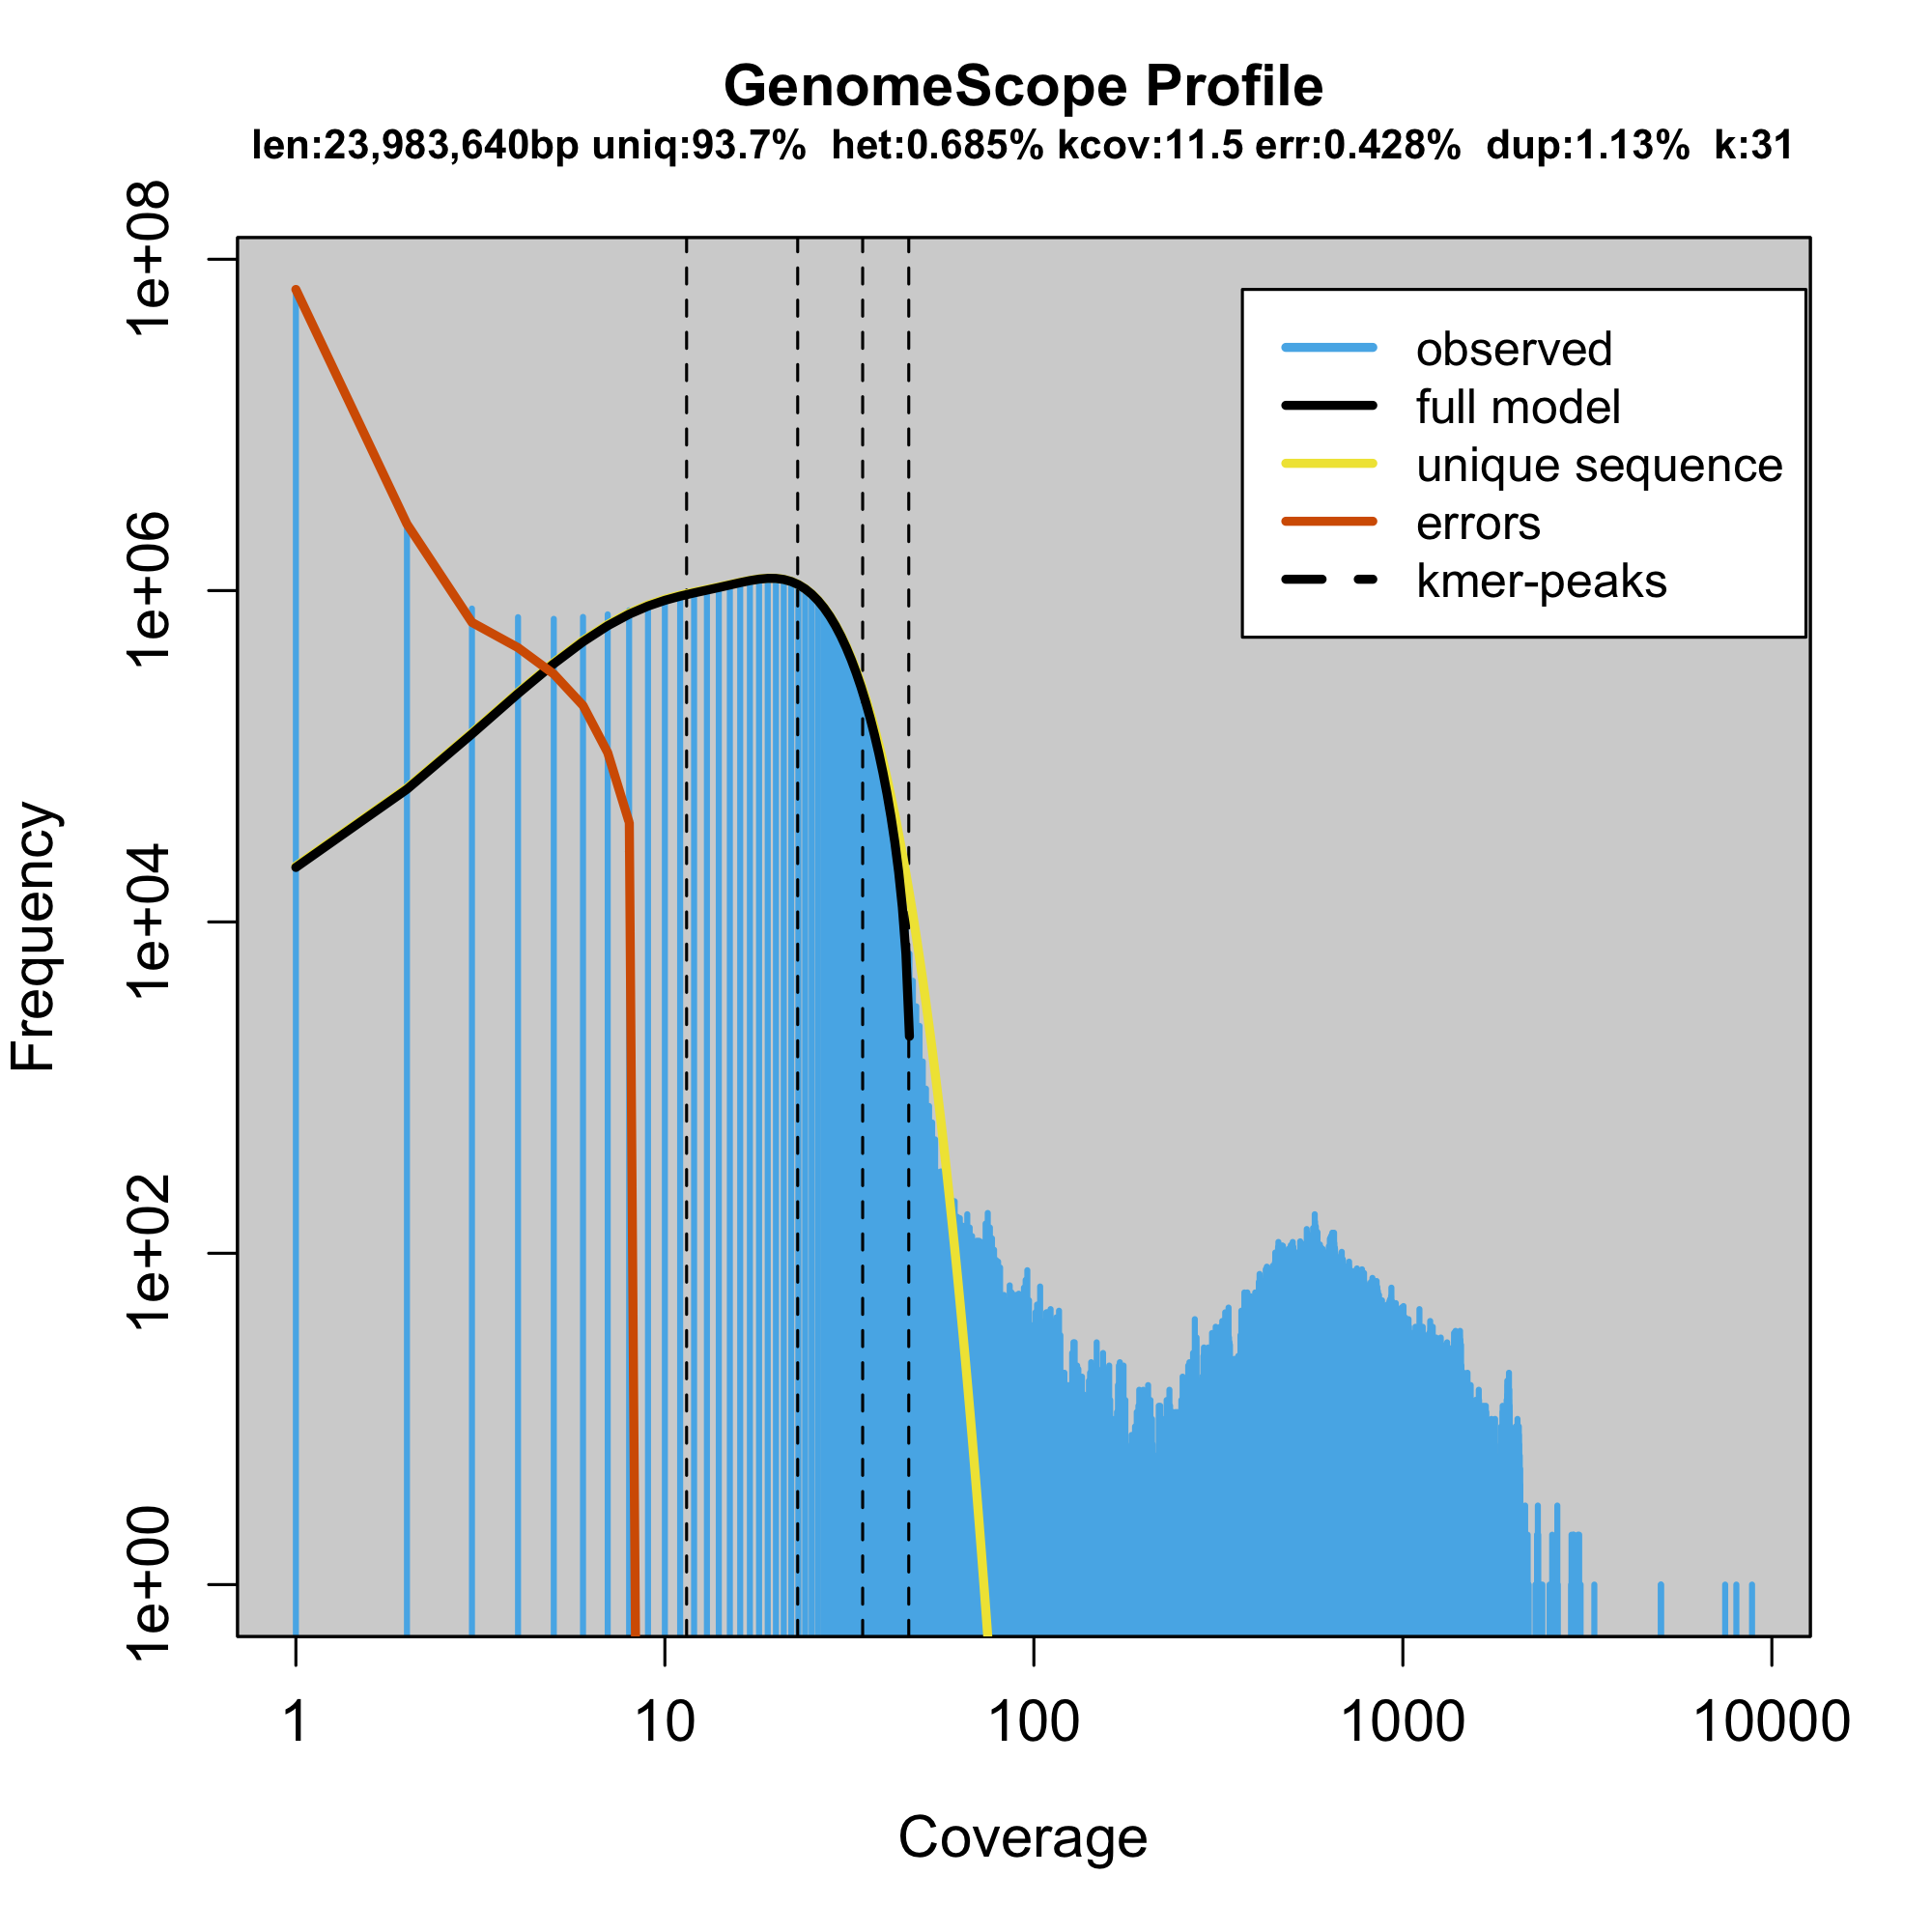 GenomeScope Profile
len:23,983,640bp uniq:93.7% het:0.685% kcov:11.5 err:0.428% dup:1.13% k:31
1e+08
1e+06
1e+04
1e+02
1e+00
Frequency
observed
full model
unique sequence
errors
kmer-peaks
1 10 100 1000 10000
Coverage